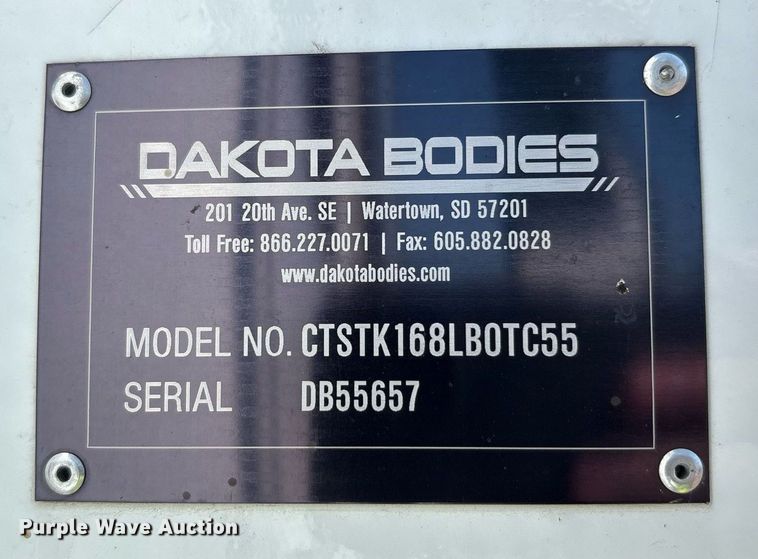 DAKOTA BODIES
201 20th Ave. SE | Watertown, SD 57201
Toll Free: 866.227.0071 | Fax: 605.882.0828
www.dakotabodies.com
MODEL NO. CTSTK168LBOTC55
SERIAL DB55657
Purple Wave Auction